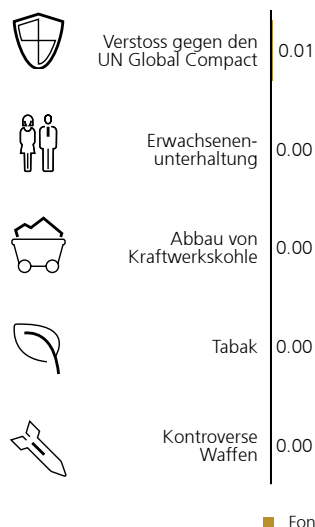 Verstoss gegen den
UN Global Compact
0.01
Erwachsenen-
unterhaltung
0.00
Abbau von
Kraftwerkskohle
0.00
Tabak
0.00
Kontroverse
Waffen
0.00
Fon